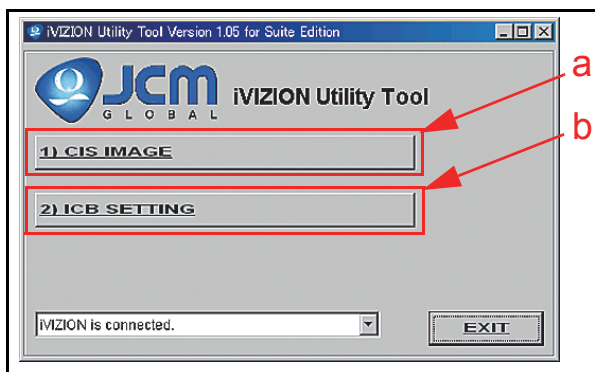 iVIZION Utility Tool Version 1.05 for Suite Edition
JCM
GLOBAL
iVIZION Utility Tool
a
1) CIS IMAGE
b
2) ICB SETTING
iVIZION is connected.
EXIT